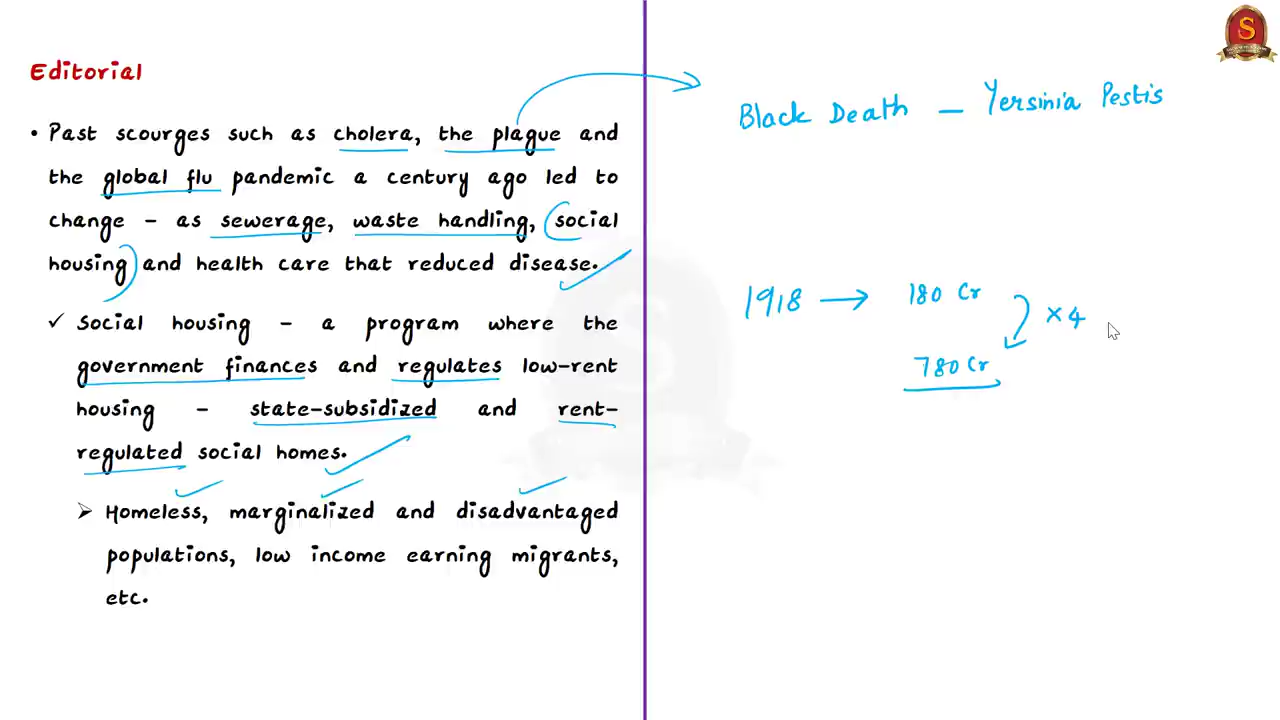 Editorial
• Past scourges such as cholera, the plague and
the global flu pandemic a century ago led to
change – as sewerage, waste handling, social
housing and health care that reduced disease.
✓ Social housing – a program where the
government finances and regulates low-rent
housing – state-subsidized and rent-
regulated social homes.
➢ Homeless, marginalized and disadvantaged
populations, low income earning migrants,
etc.
Black Death – Yersinia Pestis
1918 → 180 Cr
×4
780 Cr
S